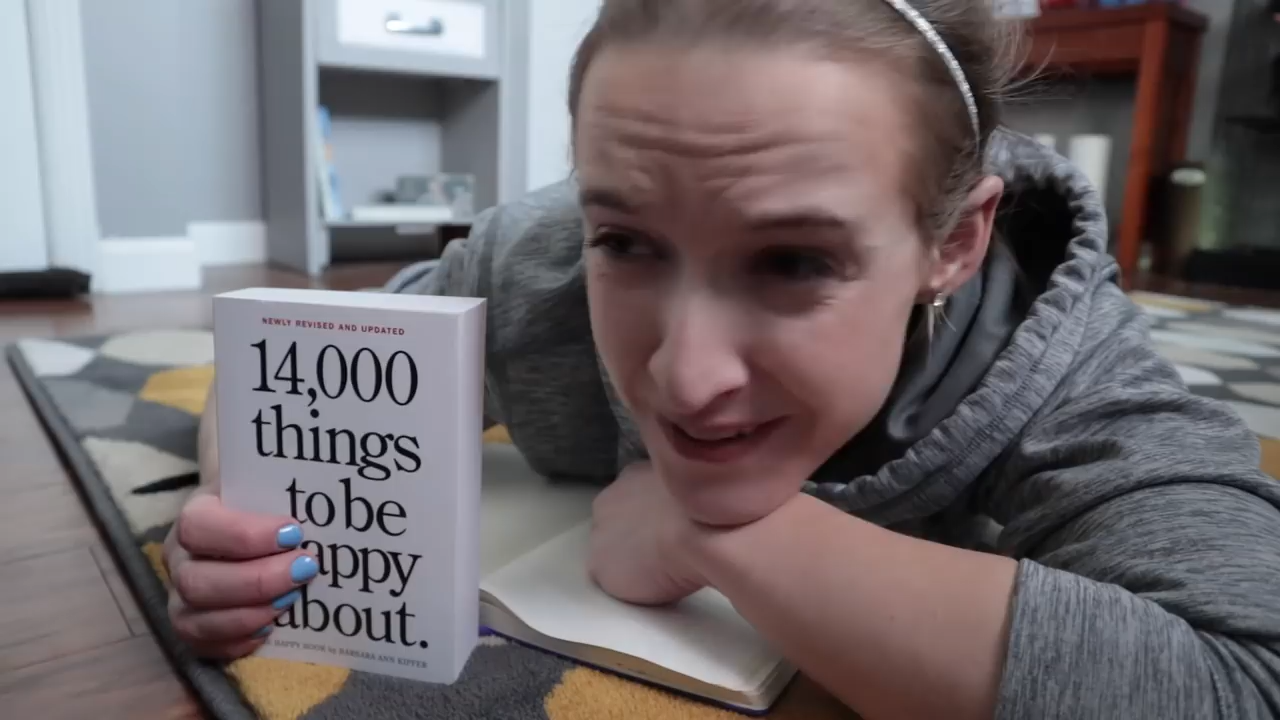 NEWLY REVISED AND UPDATED
14,000
things
to be
appy
about.
HAPPY BOOK by BARBARA ANN KIPFER